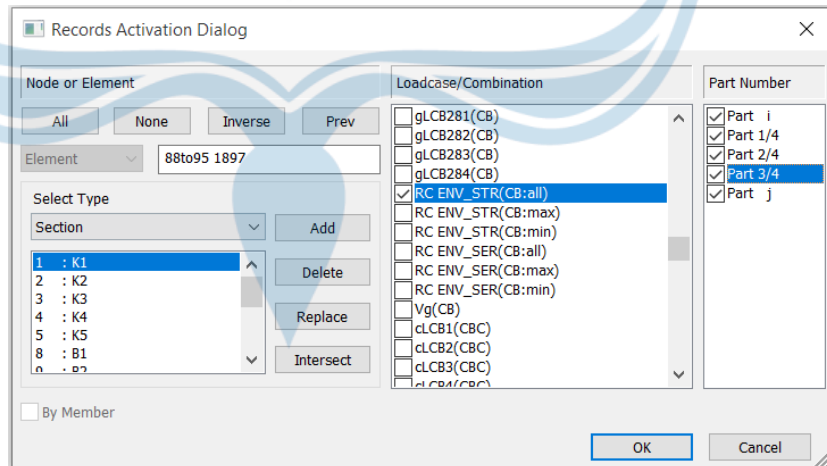 Records Activation Dialog
Node or Element
All
None
Inverse
Prev
Element
88to95 1897
Select Type
Section
1 : K1
2 : K2
3 : K3
4 : K4
5 : K5
8 : B1
9 : B2
Add
Delete
Replace
Intersect
By Member
Loadcase/Combination
gLCB281(CB)
gLCB282(CB)
gLCB283(CB)
gLCB284(CB)
RC ENV_STR(CB:all)
RC ENV_STR(CB:max)
RC ENV_STR(CB:min)
RC ENV_SER(CB:all)
RC ENV_SER(CB:max)
RC ENV_SER(CB:min)
Vg(CB)
cLCB1(CBC)
cLCB2(CBC)
cLCB3(CBC)
cLCB4(CBC)
Part Number
Part i
Part 1/4
Part 2/4
Part 3/4
Part j
OK
Cancel